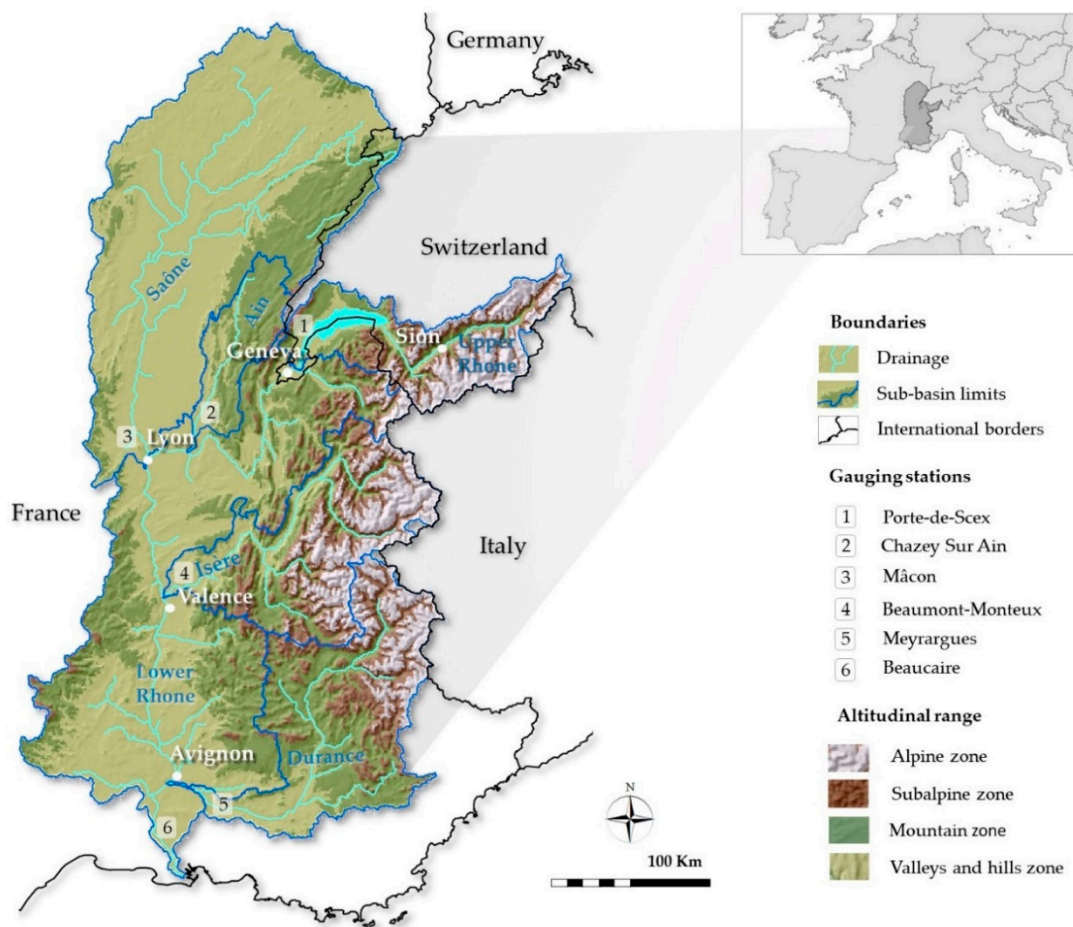 Germany
Switzerland
Saône
Ain
1
Geneva
Sion
Upper
Rhone
2
3
Lyon
France
Italy
4
Isère
Valence
Lower
Rhone
Avignon
Durance
5
6
N
100 Km
Boundaries
Drainage
Sub-basin limits
International borders
Gauging stations
1 Porte-de-Scex
2 Chazey Sur Ain
3 Mâcon
4 Beaumont-Monteux
5 Meyrargues
6 Beaucaire
Altitudinal range
Alpine zone
Subalpine zone
Mountain zone
Valleys and hills zone